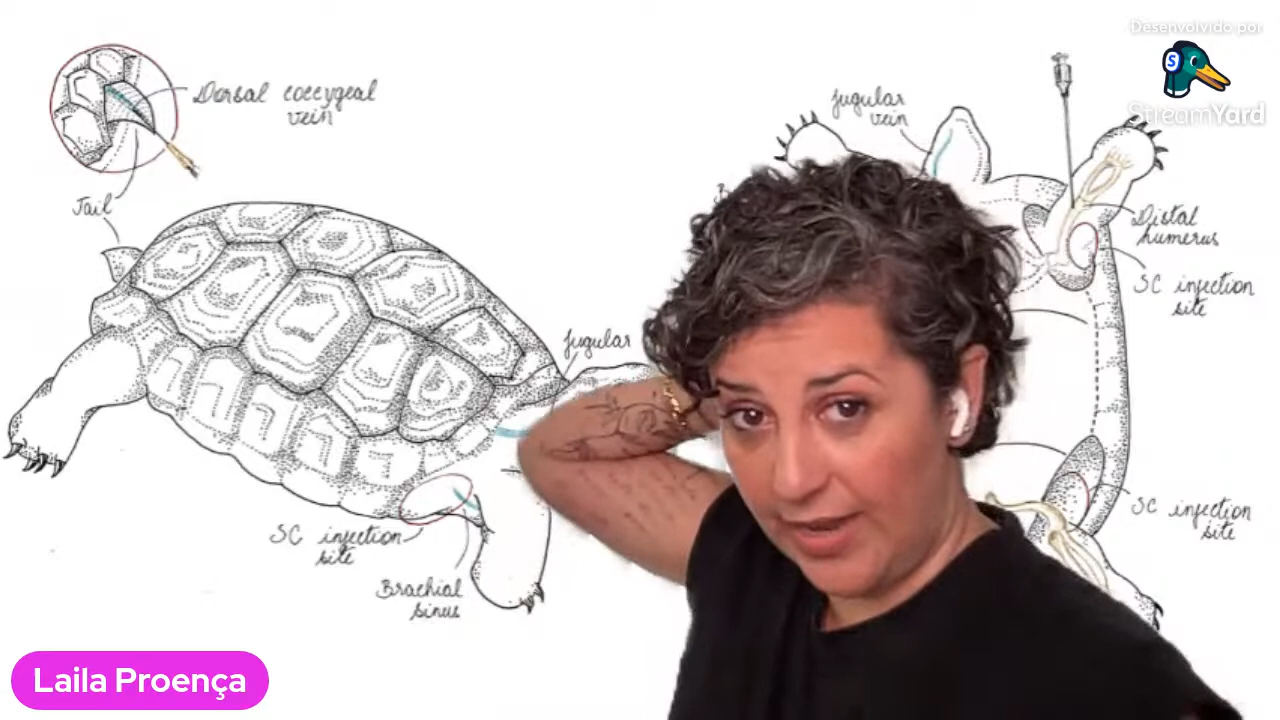 Desenvolvido por
StreamYard
Dorsal coccygeal
vein
Tail
jugular
vein
Distal
humerus
SC injection
site
jugular
SC injection
site
Brachial
sinus
SC injection
site
Laila Proença